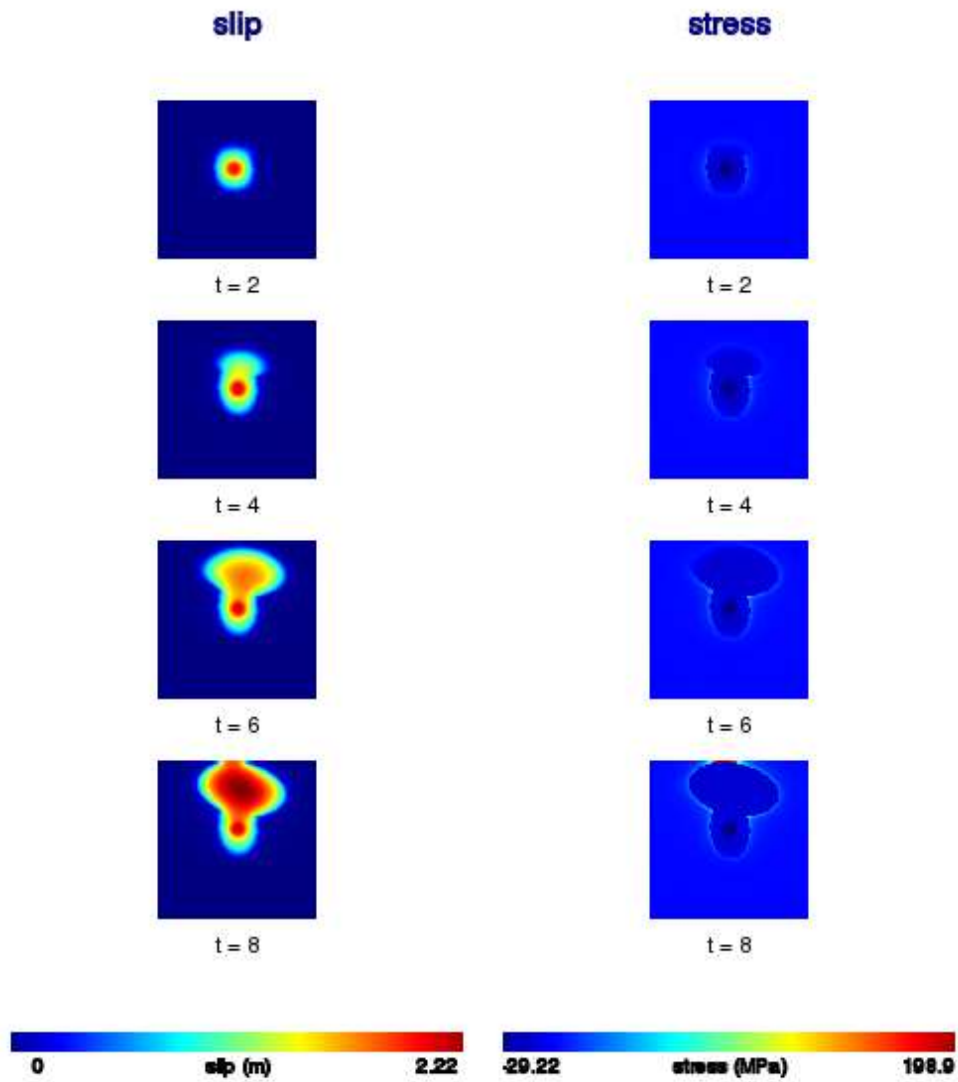 slip stress
t = 2 t = 2
t = 4 t = 4
t = 6 t = 6
t = 8 t = 8
0 slip (m) 2.22 -29.22 stress (MPa) 198.9